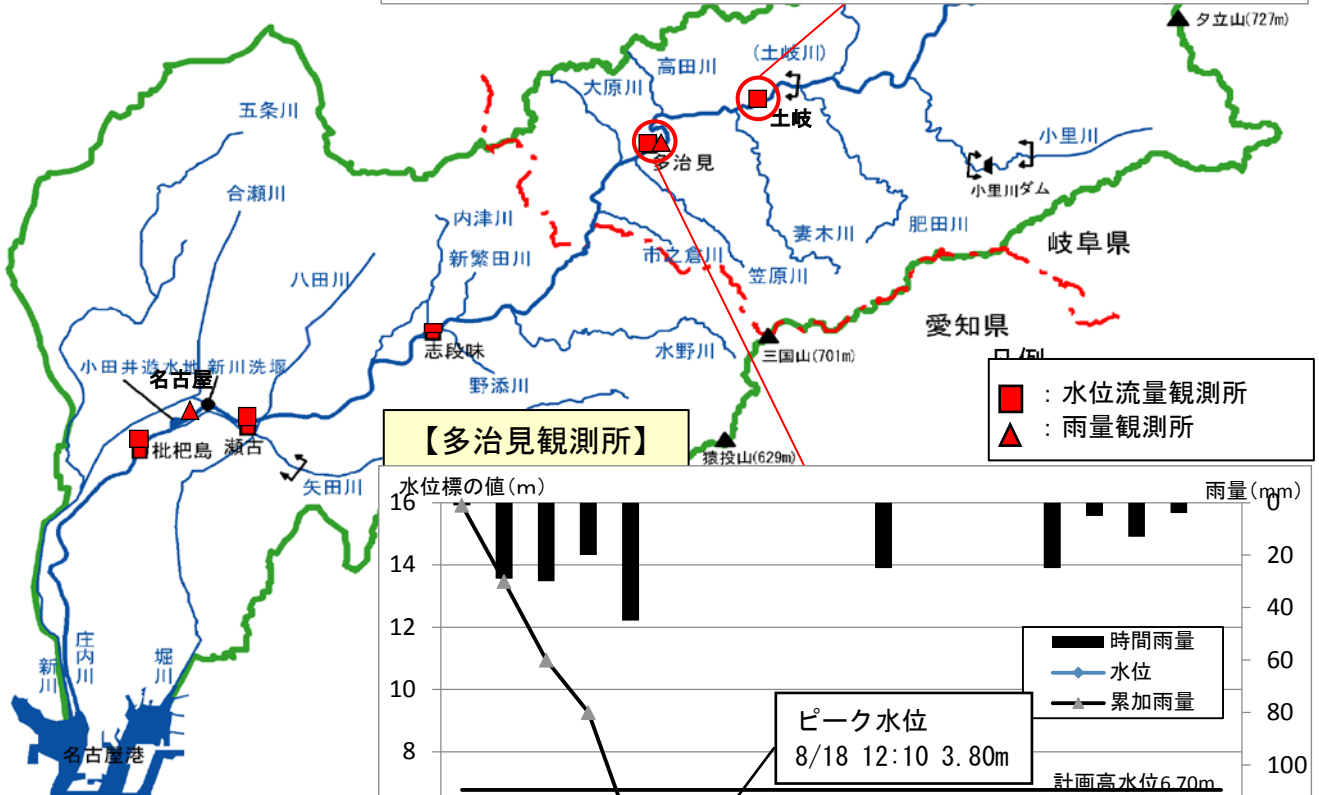 夕立山(727m)
(土岐川)
高田川
大原川
土岐
五条川
小里川
多治見
小里川ダム
合瀬川
内津川
妻木川
肥田川
岐阜県
新繁田川
市之倉川
笠原川
八田川
愛知県
志段味
水野川
三国山(701m)
小田井遊水地
新川洗堰
名古屋
野添川
: 水位流量観測所
: 雨量観測所
【多治見観測所】
枇杷島
瀬古
猿投山(629m)
矢田川
水位標の値(m)
雨量(mm)
16
0
14
20
40
12
時間雨量
水位
累加雨量
60
10
80
ピーク水位
8/18 12:10 3.80m
8
100
計画高水位6.70m
新川
庄内川
堀川
名古屋港